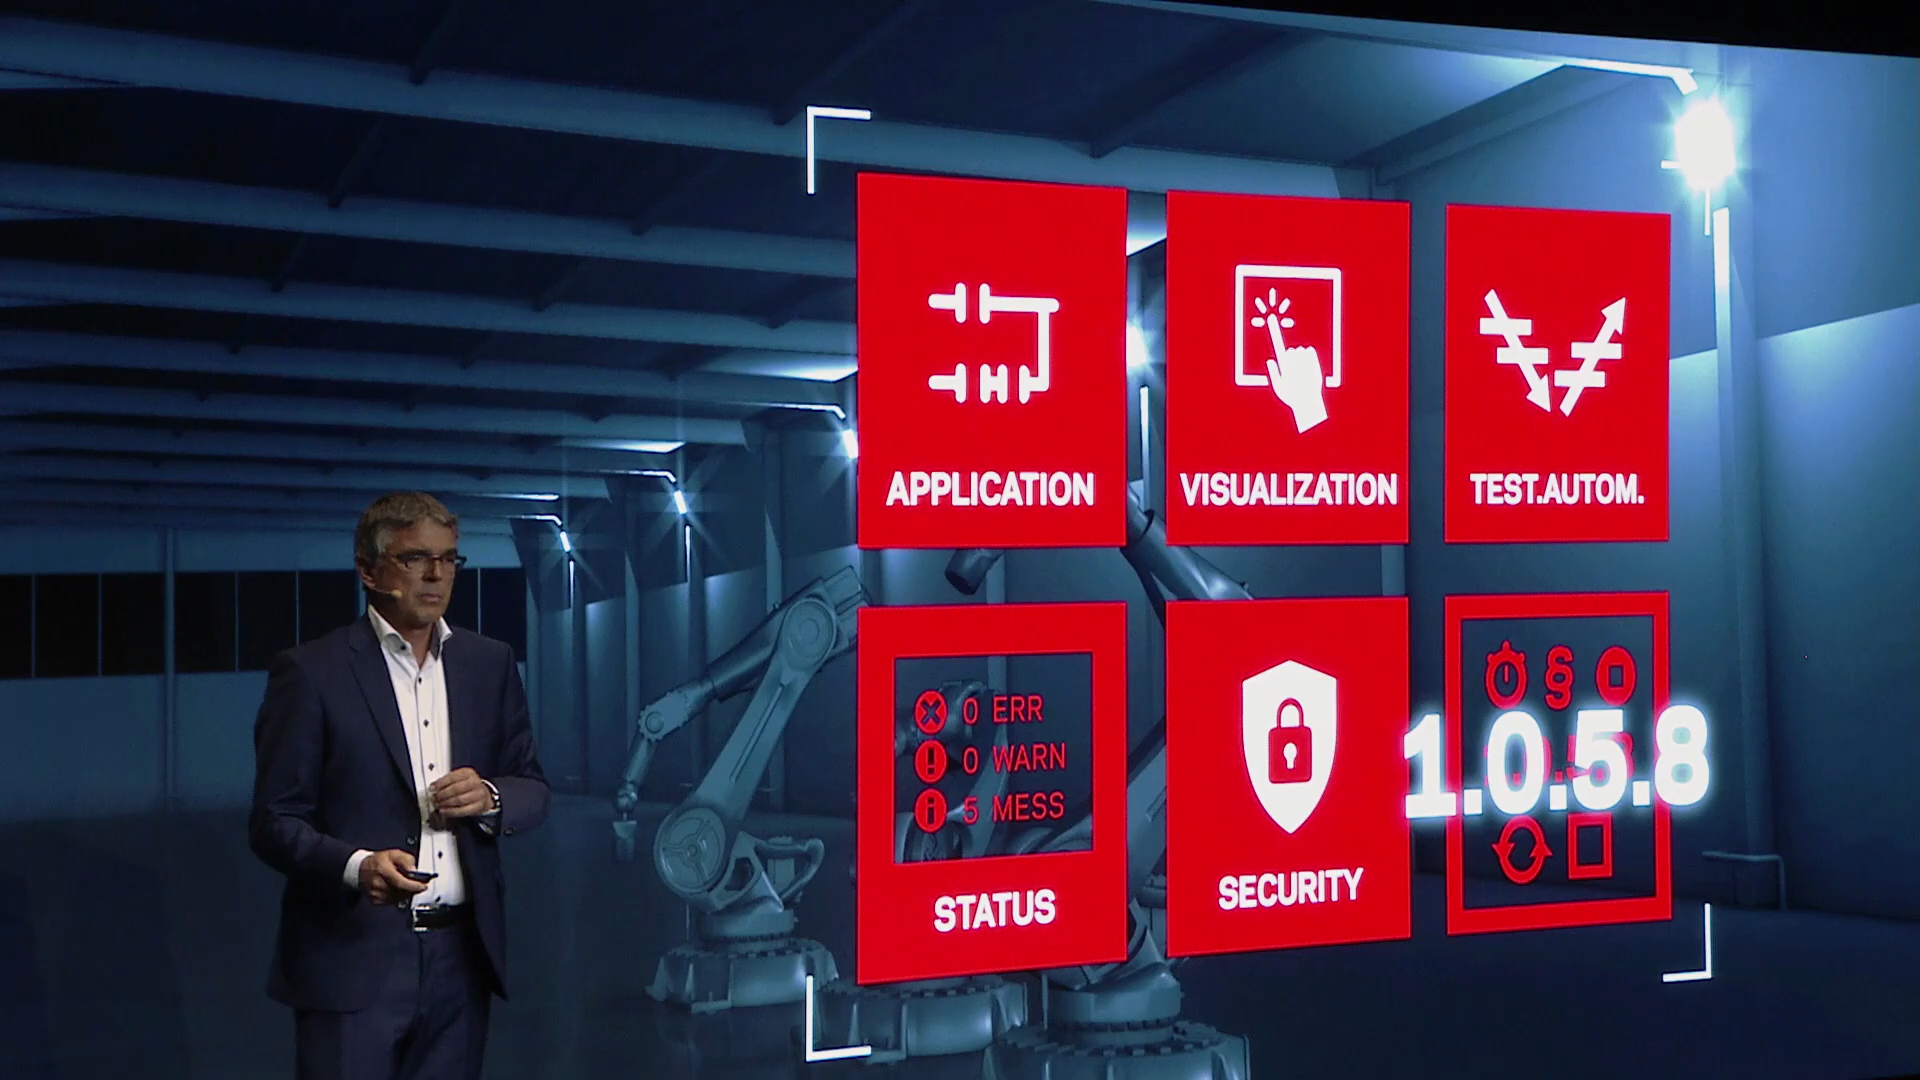 APPLICATION
VISUALIZATION
TEST.AUTOM.
0 ERR
0 WARN
5 MESS
STATUS
SECURITY
§
1.0.5.8